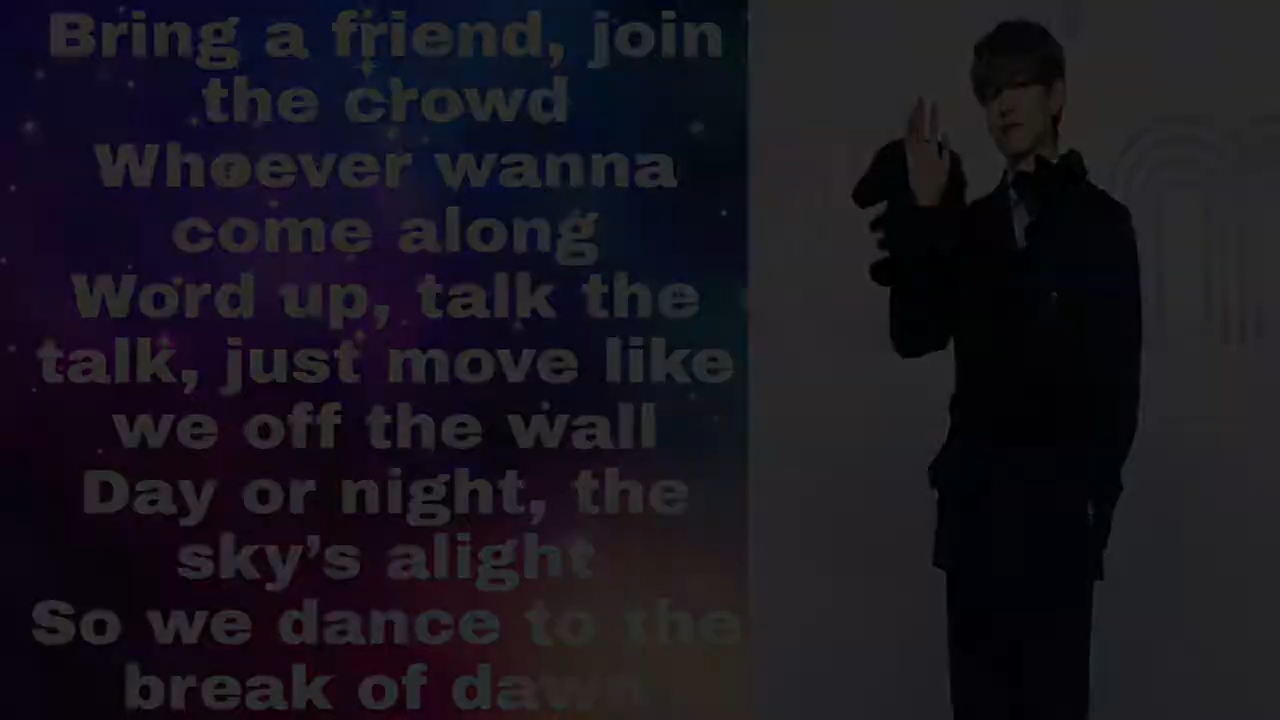 Bring a friend, join
the crowd
Whoever wanna
come along
Word up, talk the
talk, just move like
we off the wall
Day or night, the
sky’s alight
So we dance to the
break of dawn